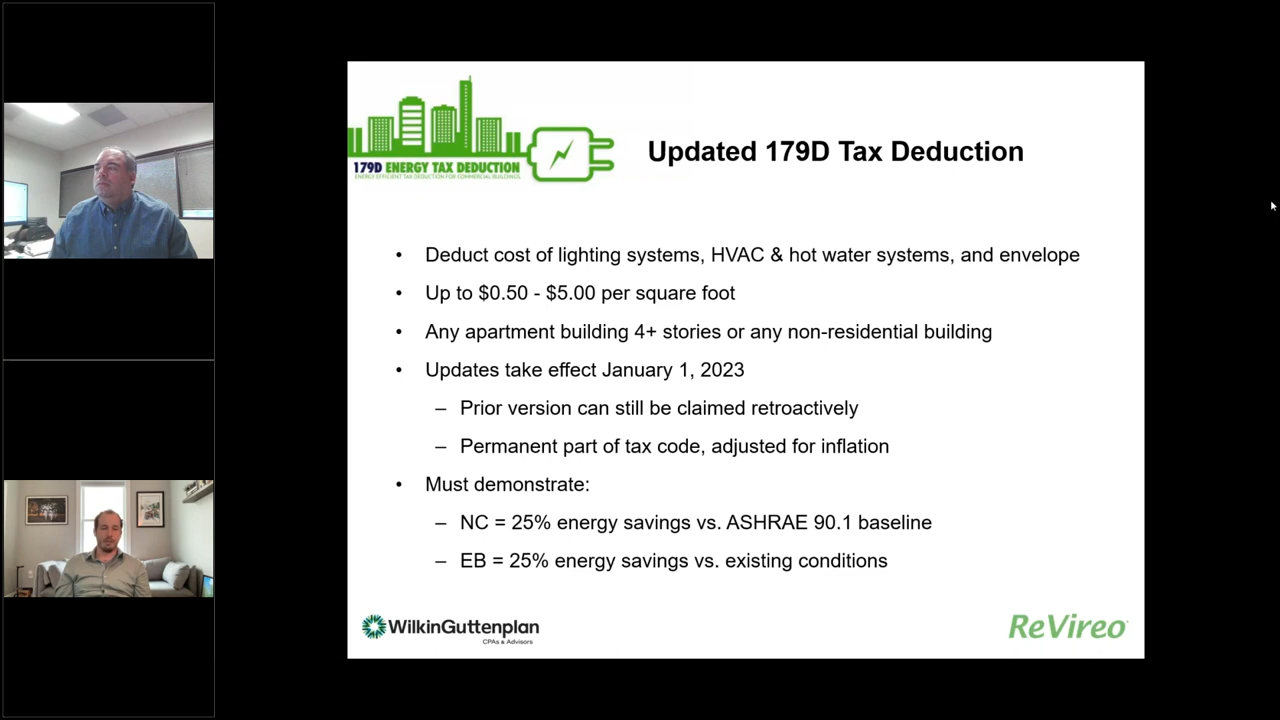 179D ENERGY TAX DEDUCTION
ENERGY EFFICIENT TAX DEDUCTION FOR COMMERCIAL BUILDINGS
Updated 179D Tax Deduction
• Deduct cost of lighting systems, HVAC & hot water systems, and envelope
• Up to $0.50 - $5.00 per square foot
• Any apartment building 4+ stories or any non-residential building
• Updates take effect January 1, 2023
– Prior version can still be claimed retroactively
– Permanent part of tax code, adjusted for inflation
• Must demonstrate:
– NC = 25% energy savings vs. ASHRAE 90.1 baseline
– EB = 25% energy savings vs. existing conditions
WilkinGuttenplan
CPAs & Advisors
ReVireo